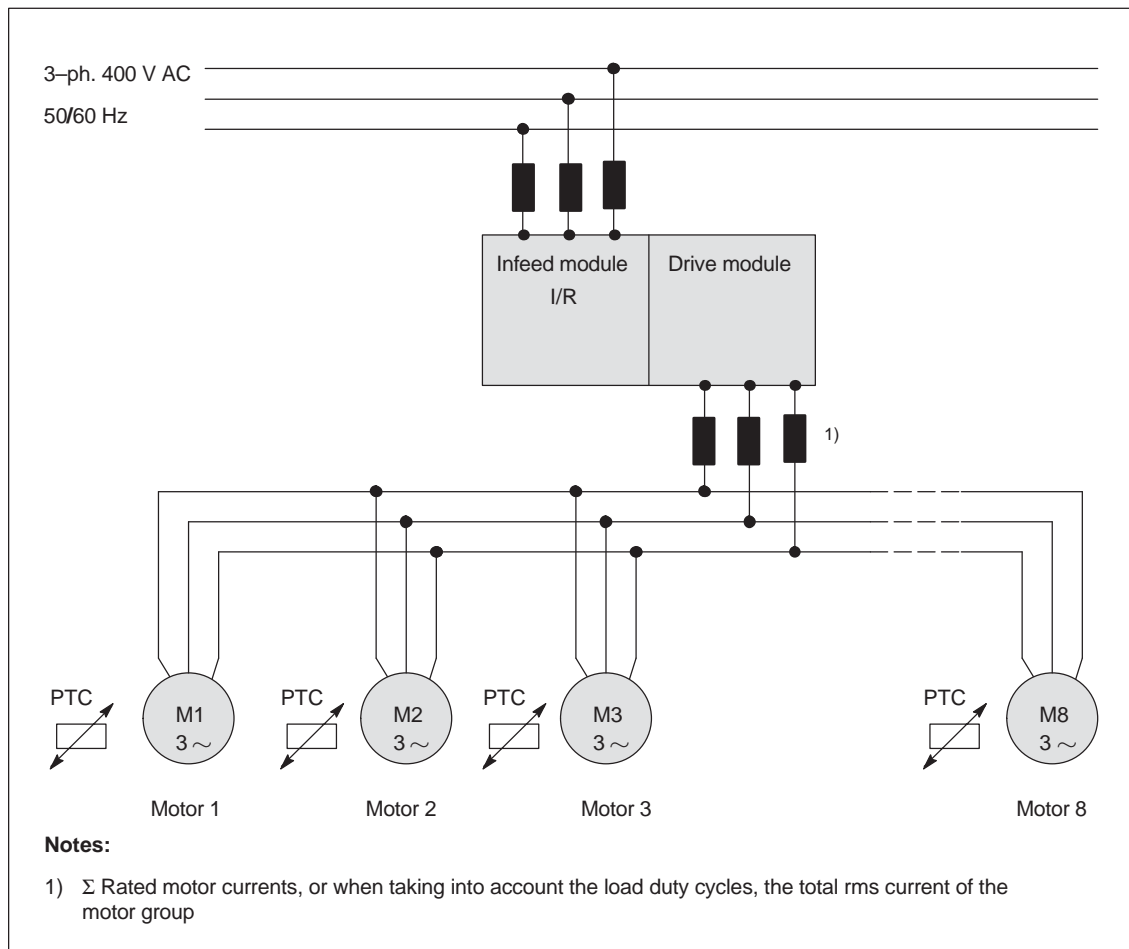 3–ph. 400 V AC
50/60 Hz
Infeed module
I/R
Drive module
1)
PTC
M1
3 ∼
Motor 1
PTC
M2
3 ∼
Motor 2
PTC
M3
3 ∼
Motor 3
PTC
M8
3 ∼
Motor 8
Notes:
1) Σ Rated motor currents, or when taking into account the load duty cycles, the total rms current of the
motor group